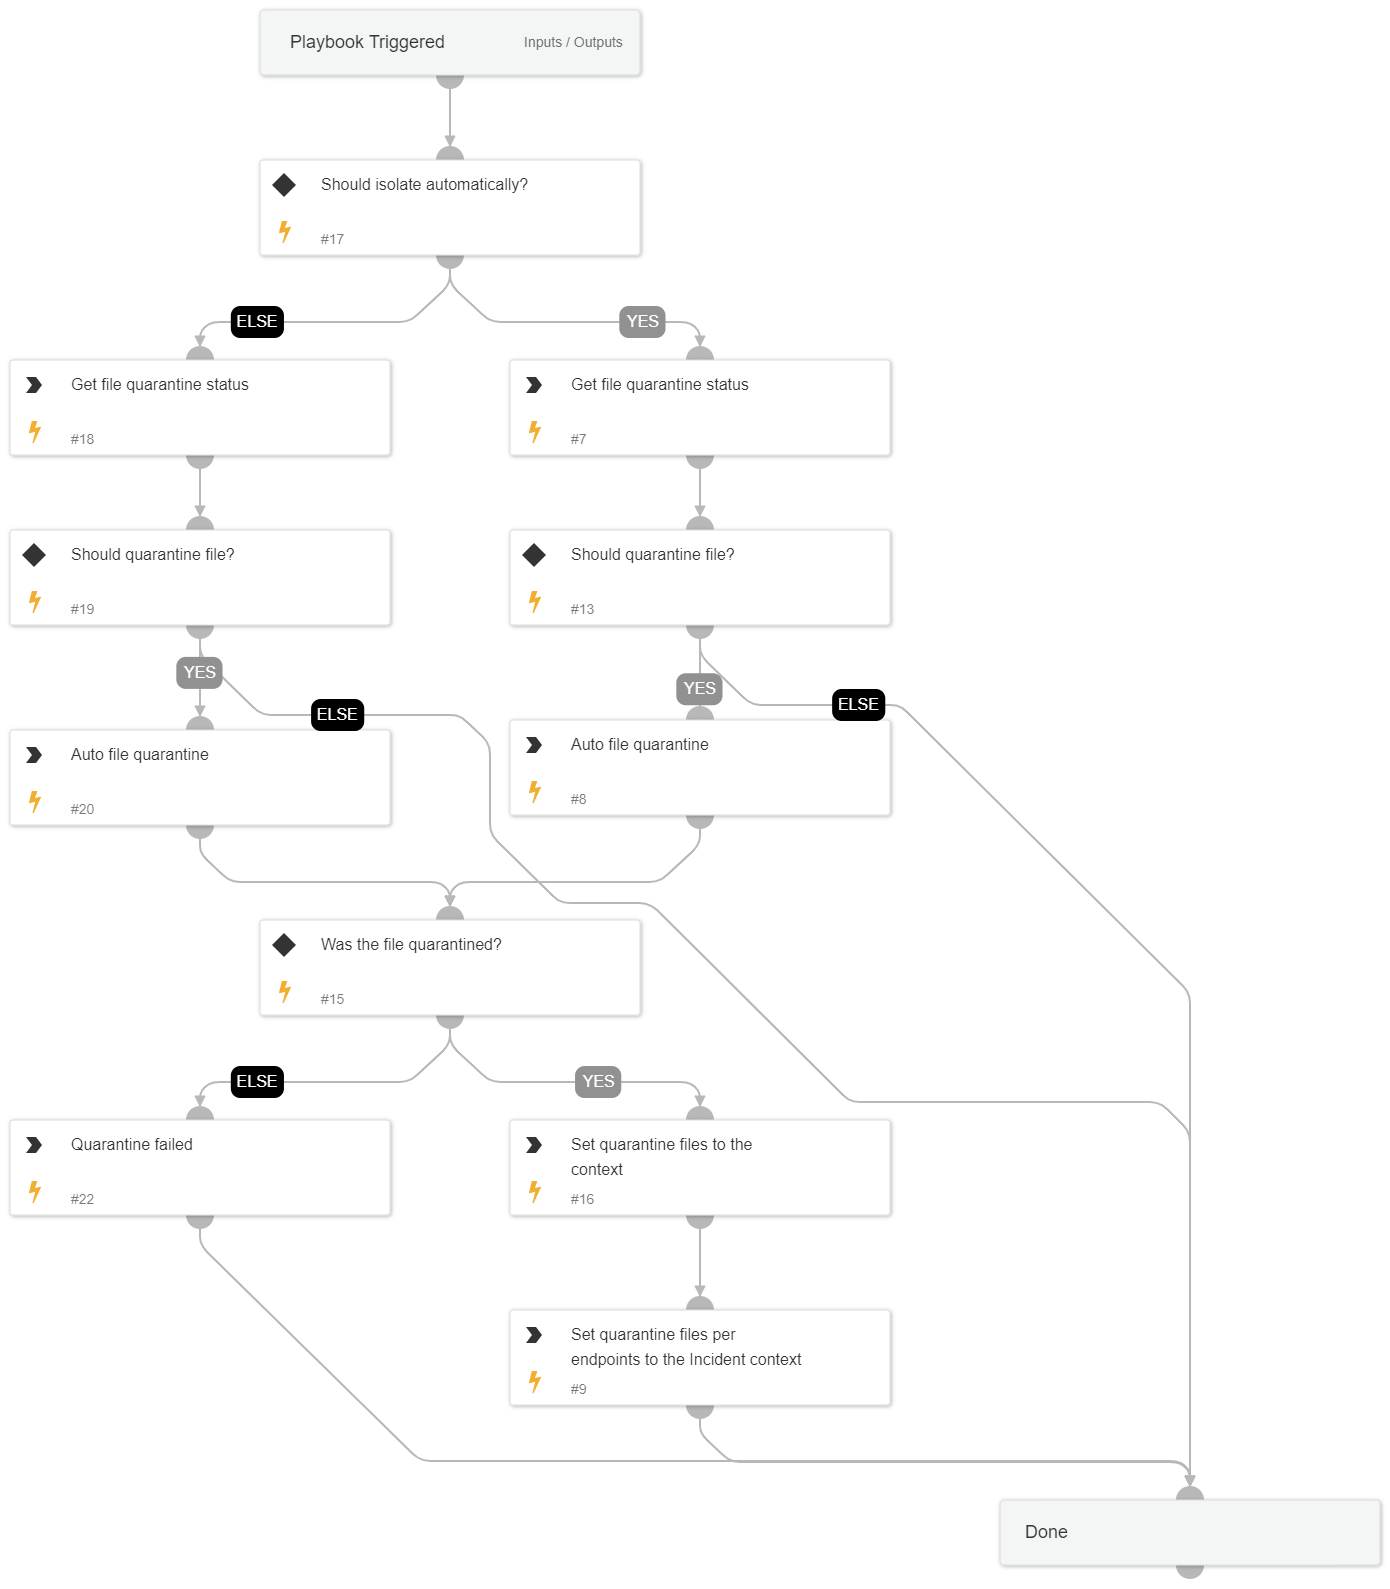 Playbook Triggered
Inputs / Outputs
Should isolate automatically?
#17
ELSE
YES
Get file quarantine status
#18
Get file quarantine status
#7
Should quarantine file?
#19
Should quarantine file?
#13
YES
ELSE
YES
ELSE
Auto file quarantine
#20
Auto file quarantine
#8
Was the file quarantined?
#15
ELSE
YES
Quarantine failed
#22
Set quarantine files to the
context
#16
Set quarantine files per
endpoints to the Incident context
#9
Done